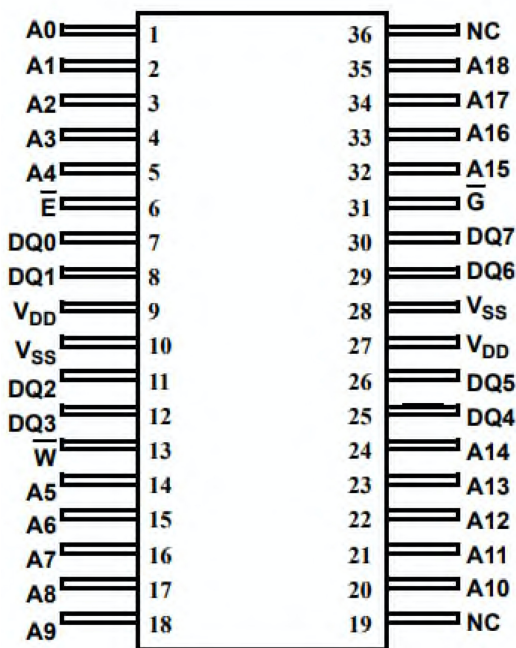 A0 1 36 NC
A1 2 35 A18
A2 3 34 A17
A3 4 33 A16
A4 5 32 A15
E̅ 6 31 G̅
DQ0 7 30 DQ7
DQ1 8 29 DQ6
VDD 9 28 VSS
VSS 10 27 VDD
DQ2 11 26 DQ5
DQ3 12 25 DQ4
W̅ 13 24 A14
A5 14 23 A13
A6 15 22 A12
A7 16 21 A11
A8 17 20 A10
A9 18 19 NC